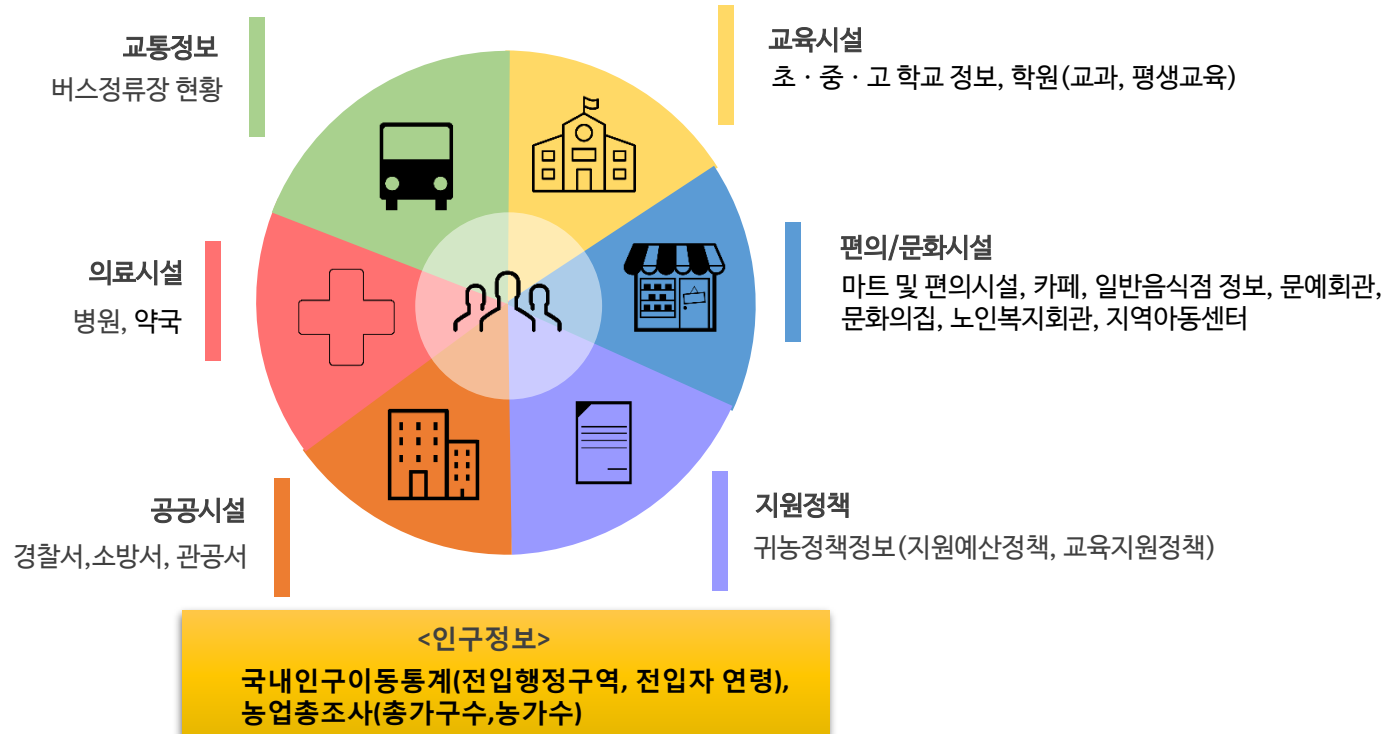 교통정보
버스정류장 현황
교육시설
초 · 중 · 고 학교 정보, 학원(교과, 평생교육)
의료시설
병원, 약국
편의/문화시설
마트 및 편의시설, 카페, 일반음식점 정보, 문예회관,
문화의집, 노인복지회관, 지역아동센터
공공시설
경찰서,소방서, 관공서
지원정책
귀농정책정보(지원예산정책, 교육지원정책)
<인구정보>
국내인구이동통계(전입행정구역, 전입자 연령),
농업총조사(총가구수,농가수)